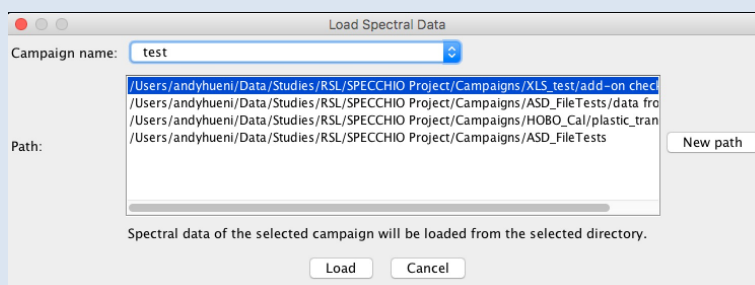 Load Spectral Data
Campaign name: test
/Users/andyhueni/Data/Studies/RSL/SPECCHIO Project/Campaigns/XLS_test/add-on
/Users/andyhueni/Data/Studies/RSL/SPECCHIO Project/Campaigns/ASD_FileTests/data
/Users/andyhueni/Data/Studies/RSL/SPECCHIO Project/Campaigns/HOBO_Cal/
/Users/andyhueni/Data/Studies/RSL/SPECCHIO Project/Campaigns/ASD_FileTests
Path:
New path
Spectral data of the selected campaign will be loaded from the selected directory.
Load Cancel